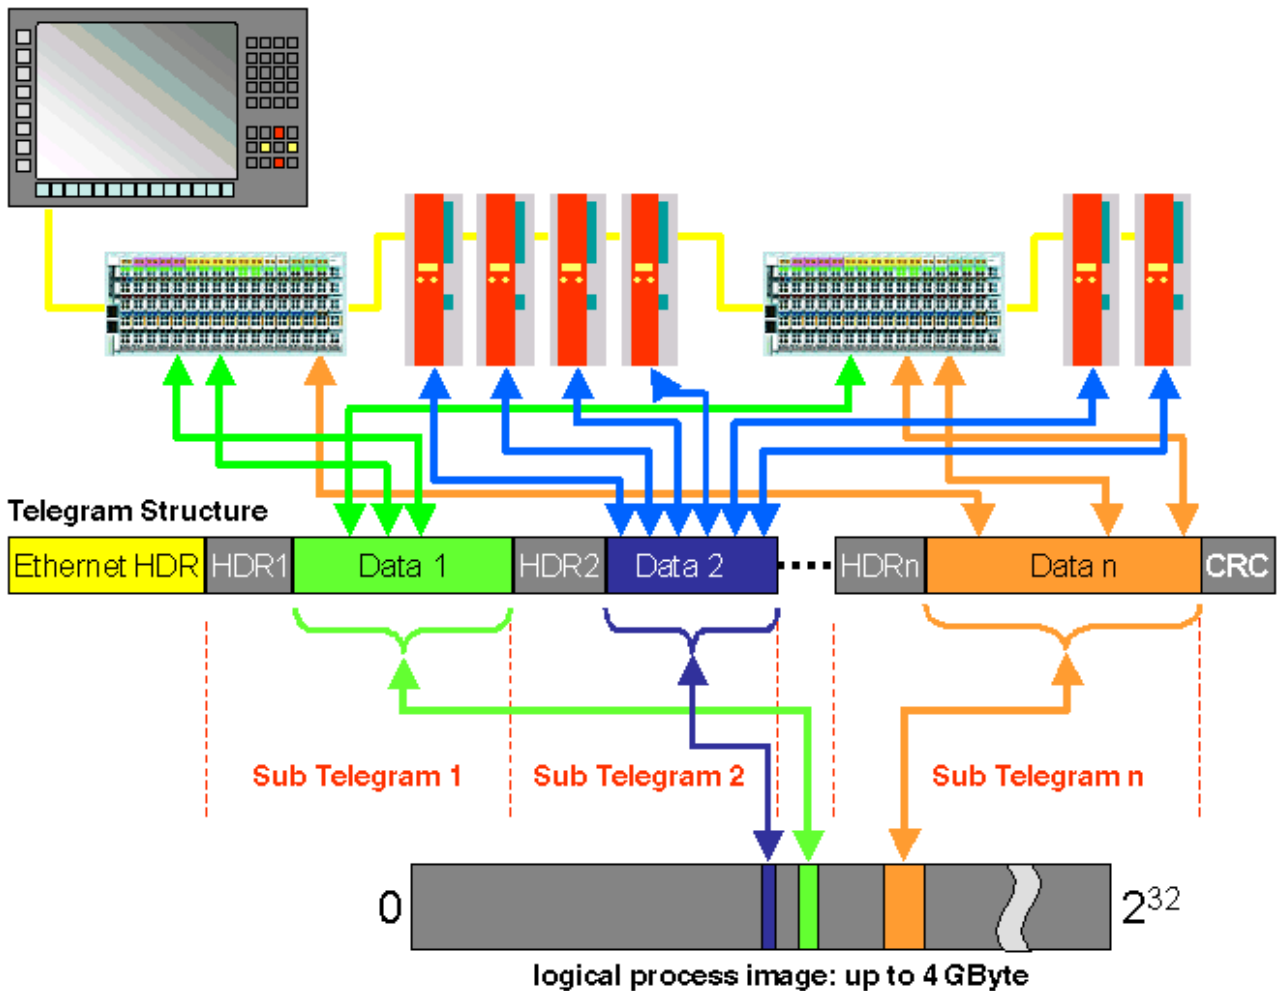 Telegram Structure
Ethernet HDR HDR1 Data 1 HDR2 Data 2 HDRn Data n CRC
Sub Telegram 1 Sub Telegram 2 Sub Telegram n
0 2³²
logical process image: up to 4 GByte